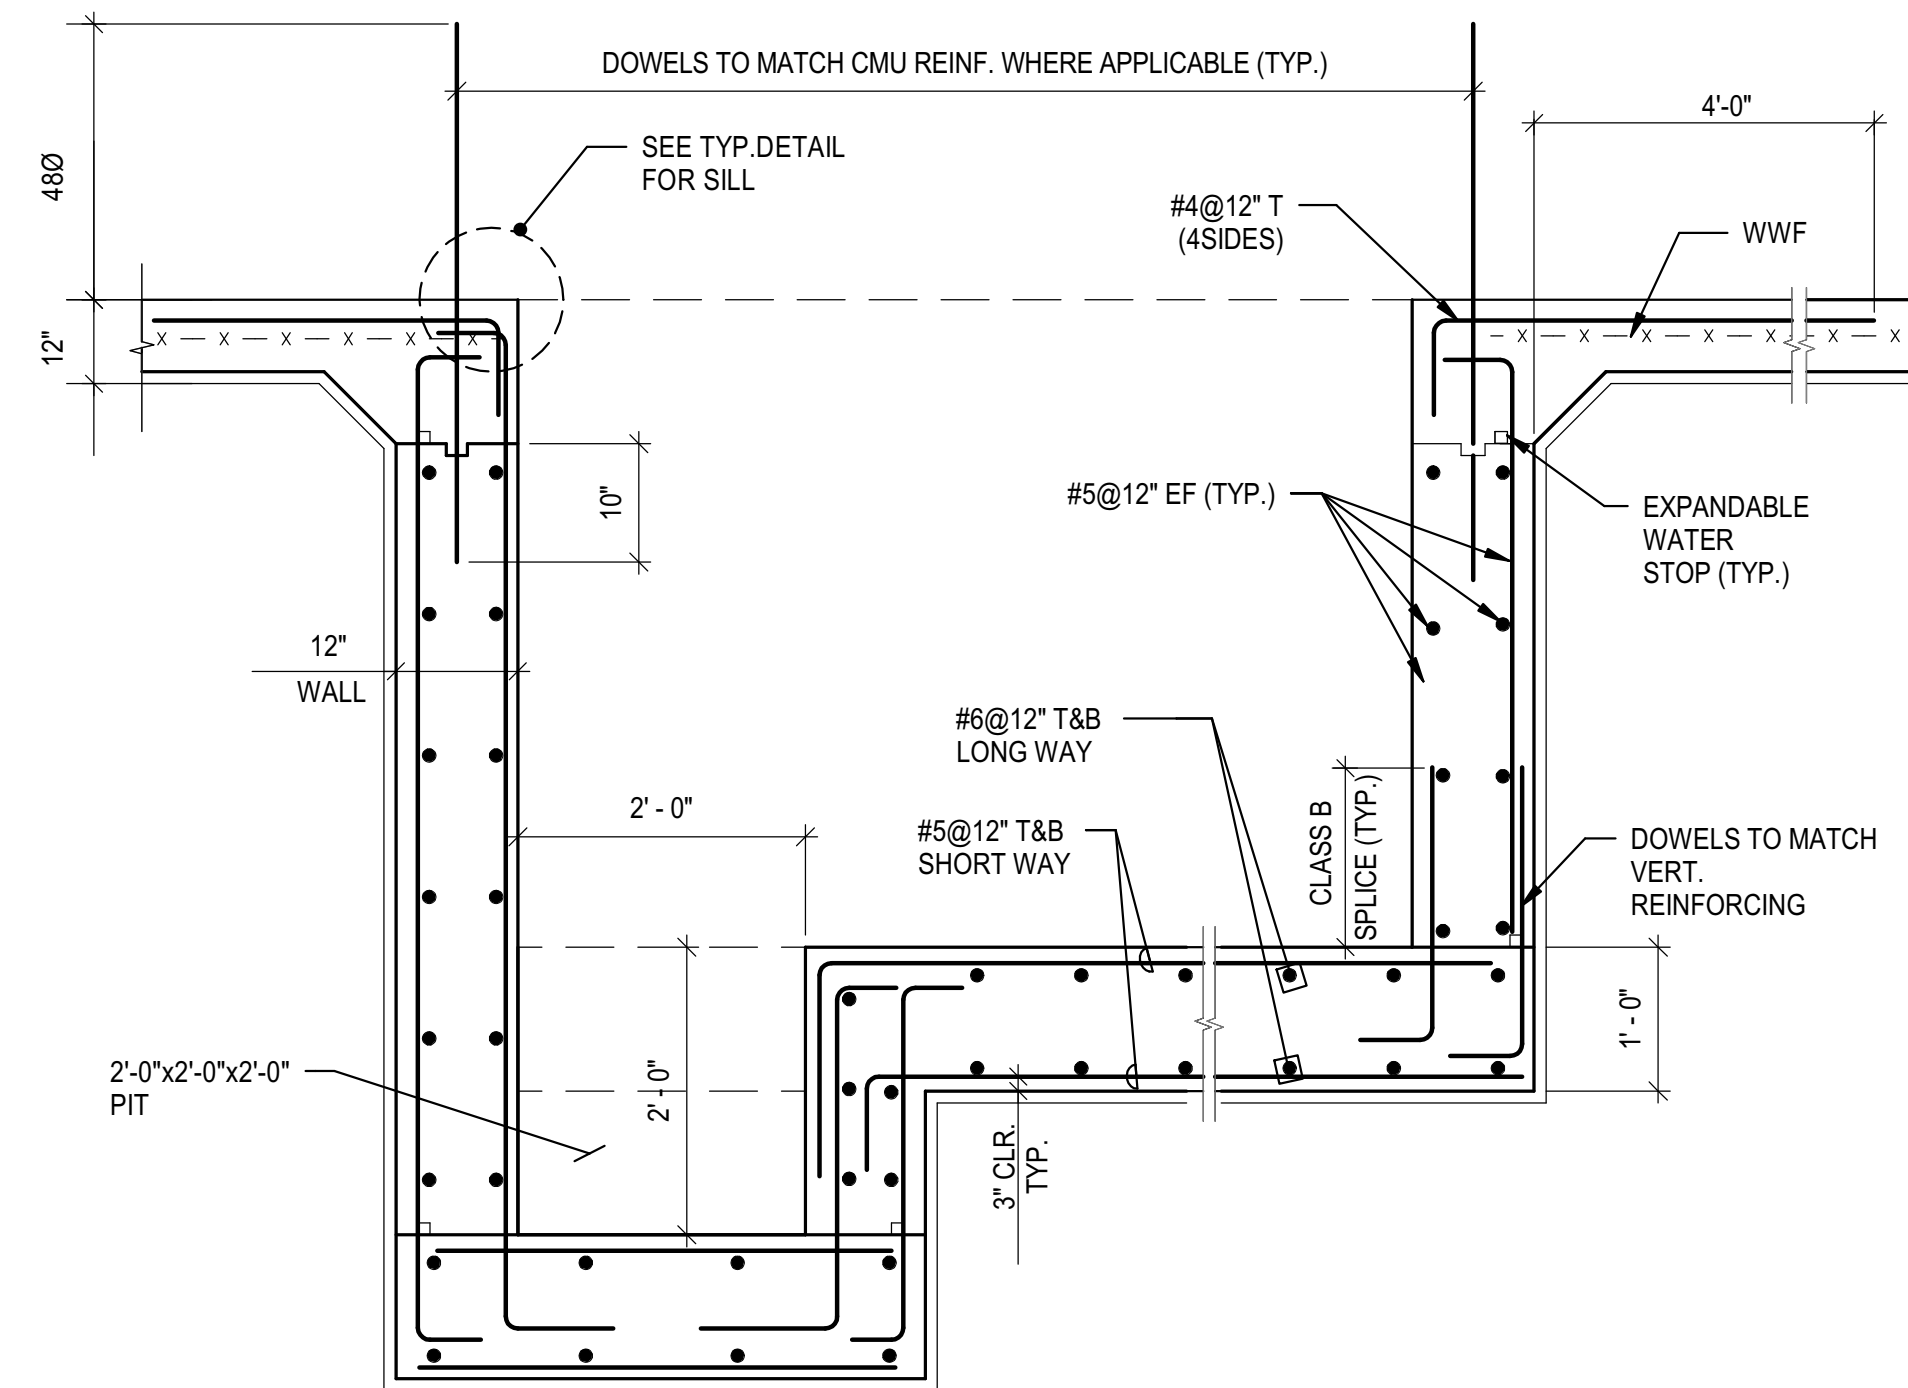 DOWELS TO MATCH CMU REINF. WHERE APPLICABLE (TYP.)
4'-0"
48Ø
SEE TYP.DETAIL
FOR SILL
#4@12" T
(4SIDES)
WWF
12"
X X X X X X
X X X X X X X
10"
#5@12" EF (TYP.)
EXPANDABLE
WATER
STOP (TYP.)
12"
WALL
#6@12" T&B
LONG WAY
2' - 0"
#5@12" T&B
SHORT WAY
CLASS B
SPLICE (TYP.)
DOWELS TO MATCH
VERT.
REINFORCING
1' - 0"
2'-0"x2'-0"x2'-0"
PIT
2' - 0"
3" CLR.
TYP.